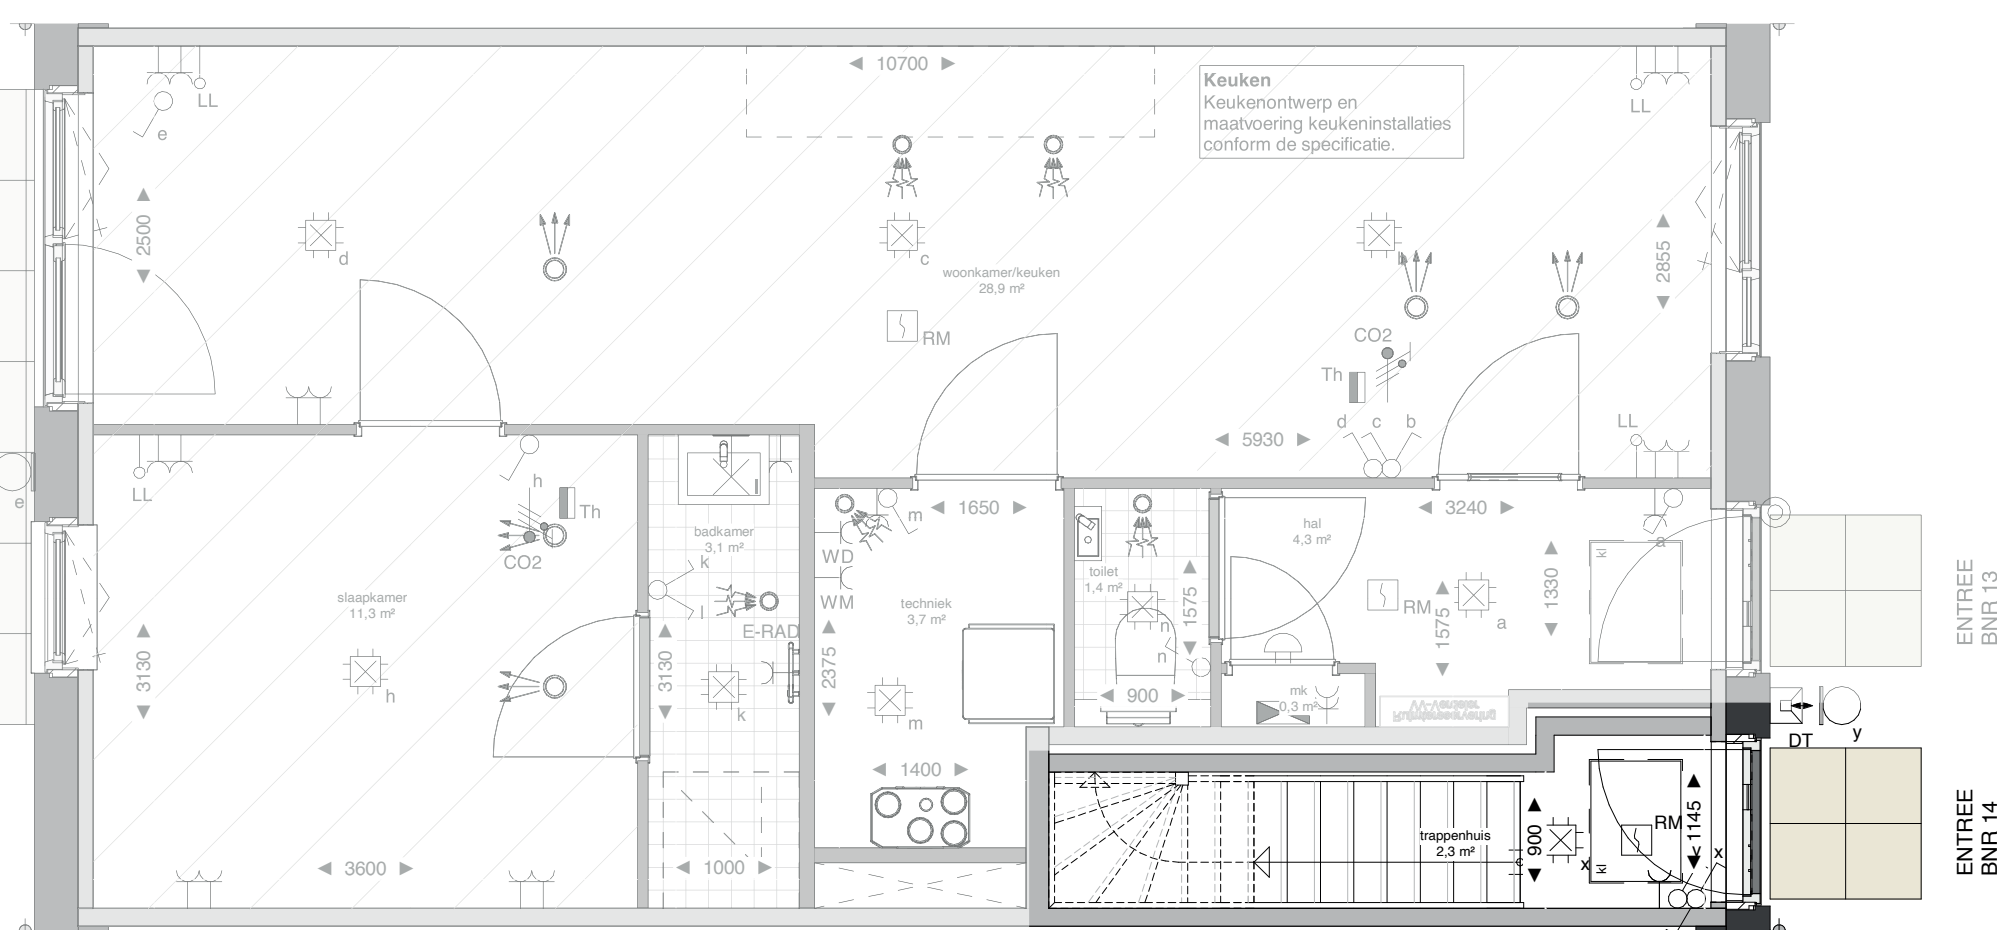 10700
Keuken
Keukenontwerp en
maatvoering keukeninstallaties
conform de specificatie.
LL
e
LL
2500
d
c
woonkamer/keuken
28,9 m²
2855
RM
CO2
Th
d c b
LL
5930
LL
h
Th
CO2
badkamer
3,1 m²
k
l
E-RAD
3130
k
1000
slaapkamer
11,3 m²
3130
h
3600
e
m
1650
WD
WM
techniek
3,7 m²
2375
m
1400
toilet
1,4 m²
1575
n
n
900
hal
4,3 m²
3240
a
kl
1330
RM
1575
a
mk
0,3 m²
ENTREE
BNR 13
DT
y
trappenhuis
2,3 m²
900
x
kl
RM
1145
y
x
ENTREE
BNR 14